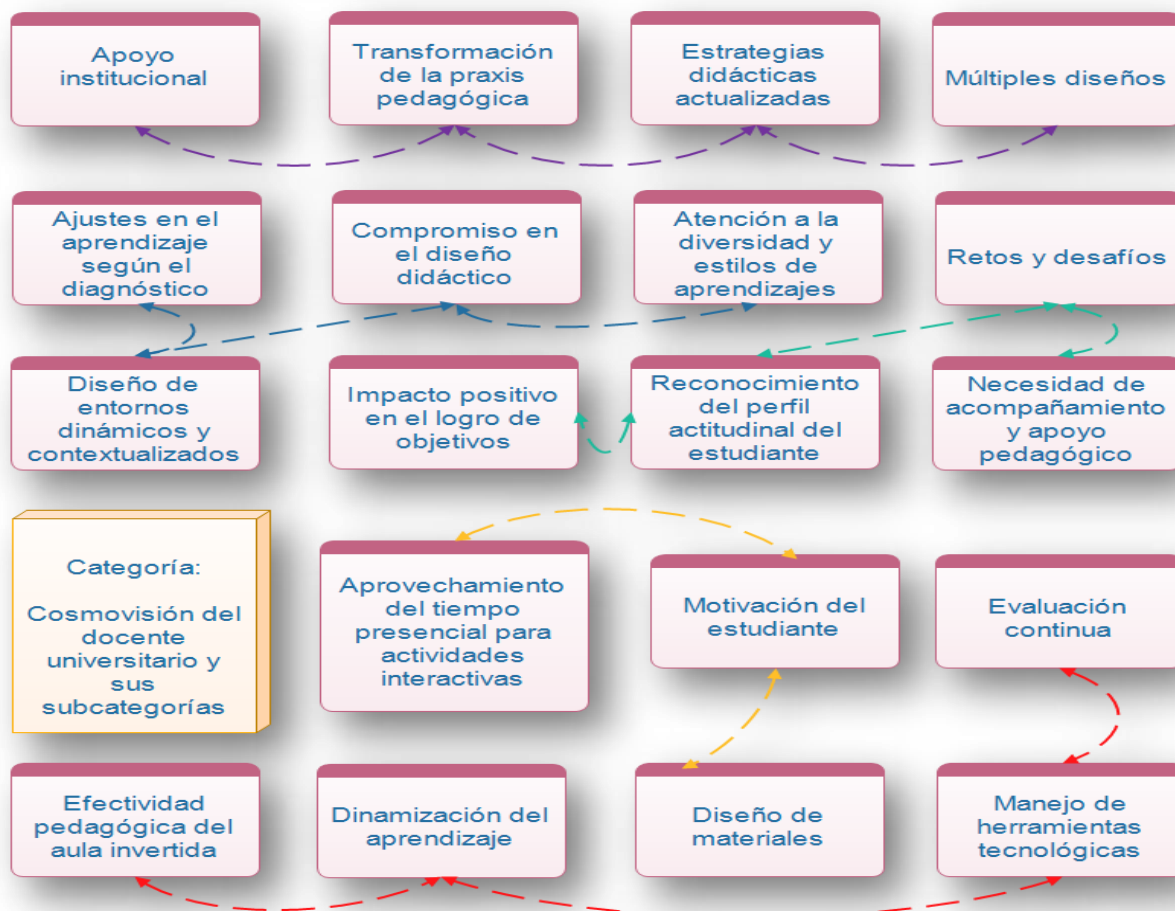 Apoyo
institucional
Transformación
de la praxis
pedagógica
Estrategias
didácticas
actualizadas
Múltiples diseños
Ajustes en el
aprendizaje
según el
diagnóstico
Compromiso en
el diseño
didáctico
Atención a la
diversidad y
estilos de
aprendizajes
Retos y desafíos
Diseño de
entornos
dinámicos y
contextualizados
Impacto positivo
en el logro de
objetivos
Reconocimiento
del perfil
actitudinal del
estudiante
Necesidad de
acompañamiento
y apoyo
pedagógico
Categoría:
Cosmovisión del
docente
universitario y
sus
subcategorías
Aprovechamiento
del tiempo
presencial para
actividades
interactivas
Motivación del
estudiante
Evaluación
continua
Efectividad
pedagógica del
aula invertida
Dinamización del
aprendizaje
Diseño de
materiales
Manejo de
herramientas
tecnológicas